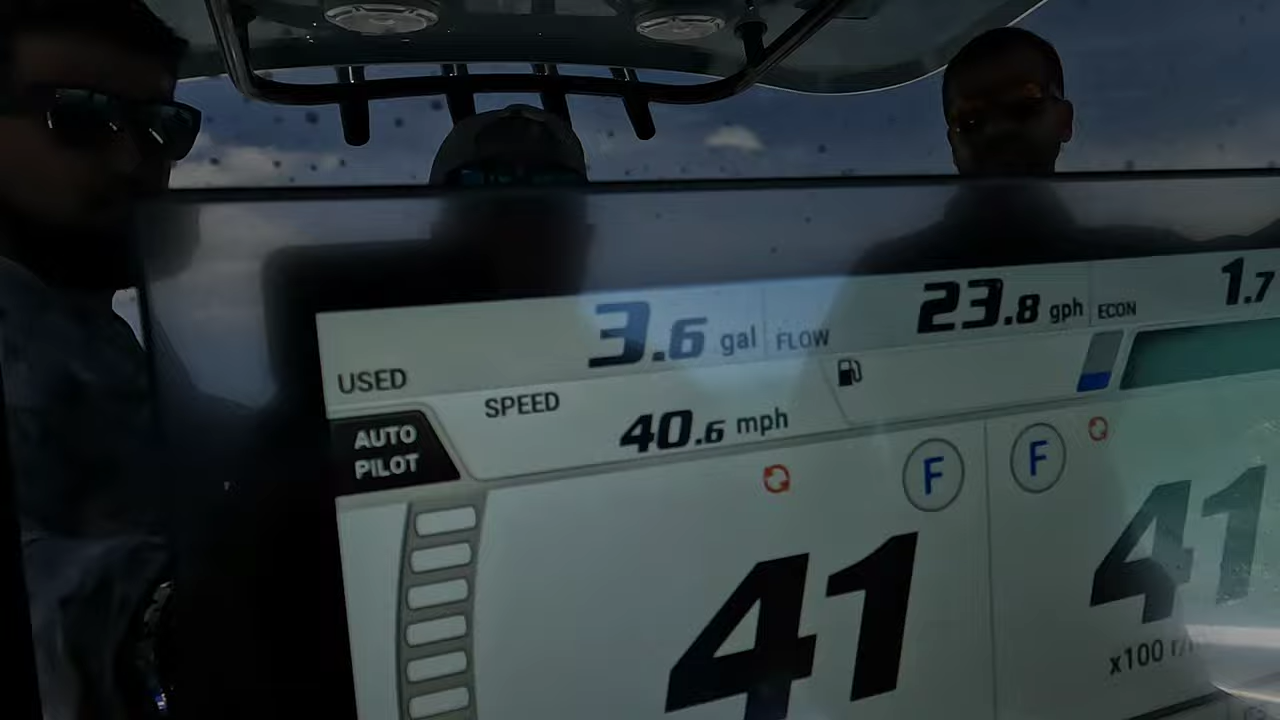 USED 3.6 gal FLOW 23.8 gph ECON 1.7
SPEED 40.6 mph
AUTO
PILOT
F F
41 41
x100 r/